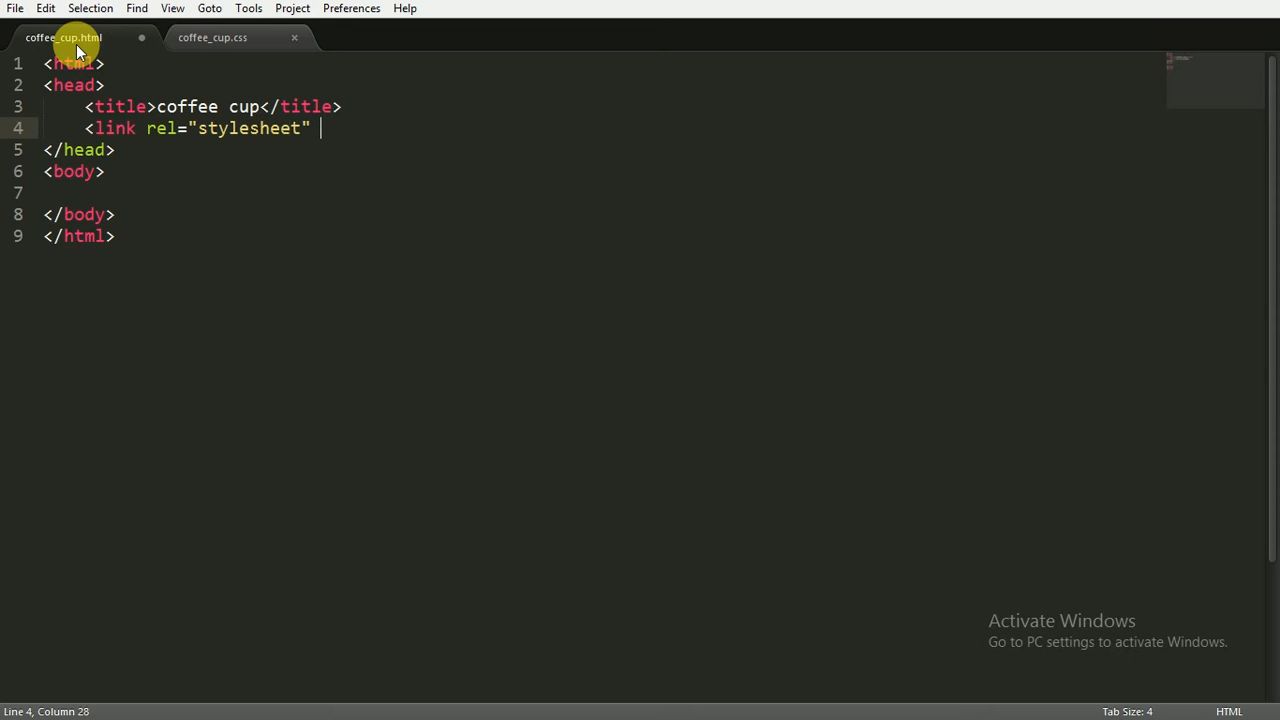 File Edit Selection Find View Goto Tools Project Preferences Help
coffee_cup.html coffee_cup.css
1 <html>
2 <head>
3 <title>coffee cup</title>
4 <link rel="stylesheet"
5 </head>
6 <body>
7
8 </body>
9 </html>
Activate Windows
Go to PC settings to activate Windows.
Line 4, Column 28 Tab Size: 4 HTML